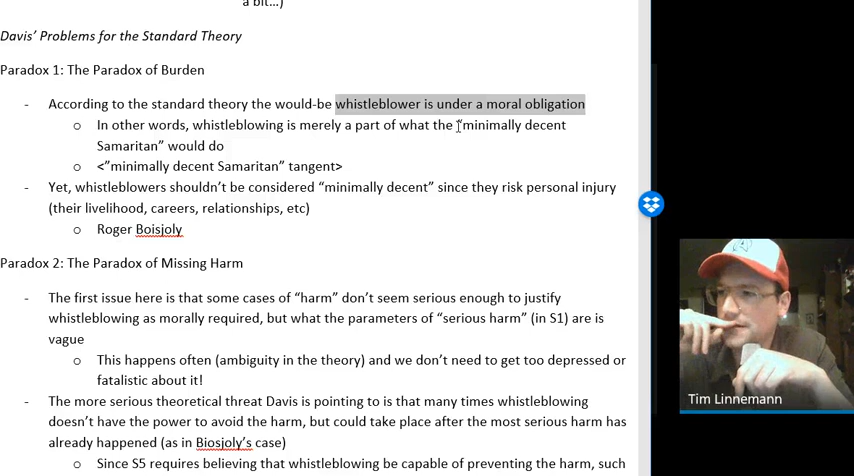 a bit…)
Davis’ Problems for the Standard Theory
Paradox 1: The Paradox of Burden
- According to the standard theory the would-be whistleblower is under a moral obligation
o In other words, whistleblowing is merely a part of what the “minimally decent
Samaritan” would do
o <”minimally decent Samaritan” tangent>
- Yet, whistleblowers shouldn’t be considered “minimally decent” since they risk personal injury
(their livelihood, careers, relationships, etc)
o Roger Boisjoly
Paradox 2: The Paradox of Missing Harm
- The first issue here is that some cases of “harm” don’t seem serious enough to justify
whistleblowing as morally required, but what the parameters of “serious harm” (in S1) are is
vague
o This happens often (ambiguity in the theory) and we don’t need to get too depressed or
fatalistic about it!
- The more serious theoretical threat Davis is pointing to is that many times whistleblowing
doesn’t have the power to avoid the harm, but could take place after the most serious harm has
already happened (as in Biosjoly’s case)
o Since S5 requires believing that whistleblowing be capable of preventing the harm, such
Tim Linnemann